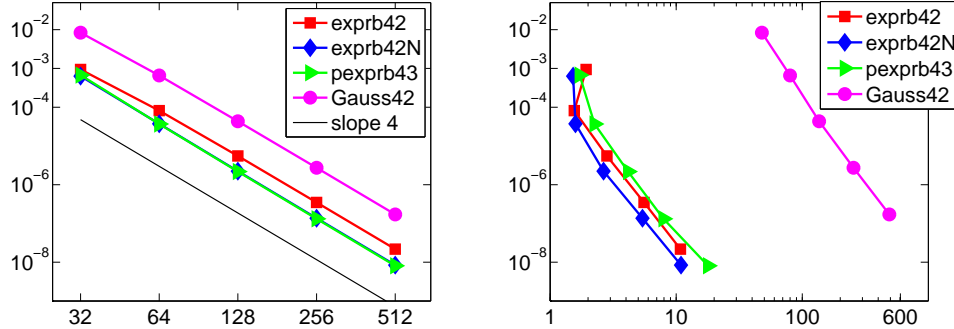 10^-2
10^-3
10^-4
10^-6
10^-8
32 64 128 256 512
exprb42
exprb42N
pexprb43
Gauss42
slope 4
10^-2
10^-3
10^-4
10^-6
10^-8
1 10 100 600
exprb42
exprb42N
pexprb43
Gauss42